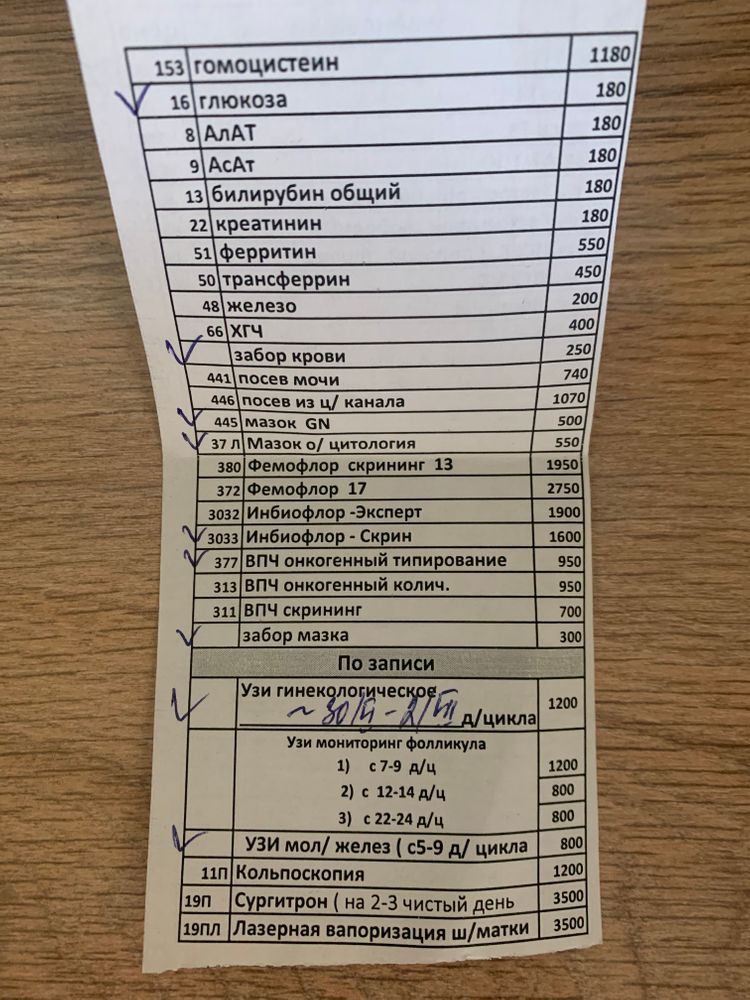 153 гомоцистеин 1180
16 глюкоза 180
8 АлАТ 180
9 АсАт 180
13 билирубин общий 180
22 креатинин 180
51 ферритин 550
50 трансферрин 450
48 железо 200
66 ХГЧ 400
забор крови 250
441 посев мочи 740
446 посев из ц/ канала 1070
445 мазок GN 500
37 Л Мазок о/ цитология 550
380 Фемофлор скрининг 13 1950
372 Фемофлор 17 2750
3032 Инбиофлор -Эксперт 1900
3033 Инбиофлор - Скрин 1600
377 ВПЧ онкогенный типирование 950
313 ВПЧ онкогенный колич. 950
311 ВПЧ скрининг 700
забор мазка 300
По записи
Узи гинекологическое 1200
~ 30/VI - 2/VII д/цикла
Узи мониторинг фолликула
1) с 7-9 д/ц 1200
2) с 12-14 д/ц 800
3) с 22-24 д/ц 800
УЗИ мол/ желез ( с5-9 д/ цикла 800
11П Кольпоскопия 1200
19П Сургитрон ( на 2-3 чистый день 3500
19ПЛ Лазерная вапоризация ш/матки 3500